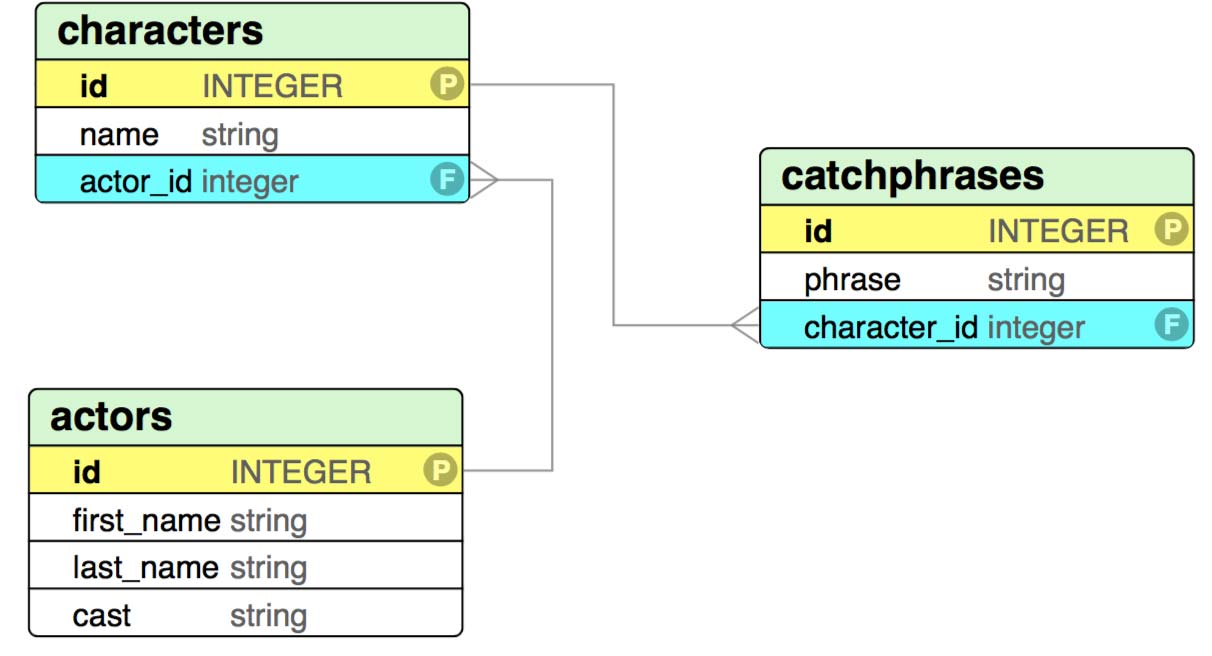 characters
id INTEGER P
name string
actor_id integer F
catchphrases
id INTEGER P
phrase string
character_id integer F
actors
id INTEGER P
first_name string
last_name string
cast string